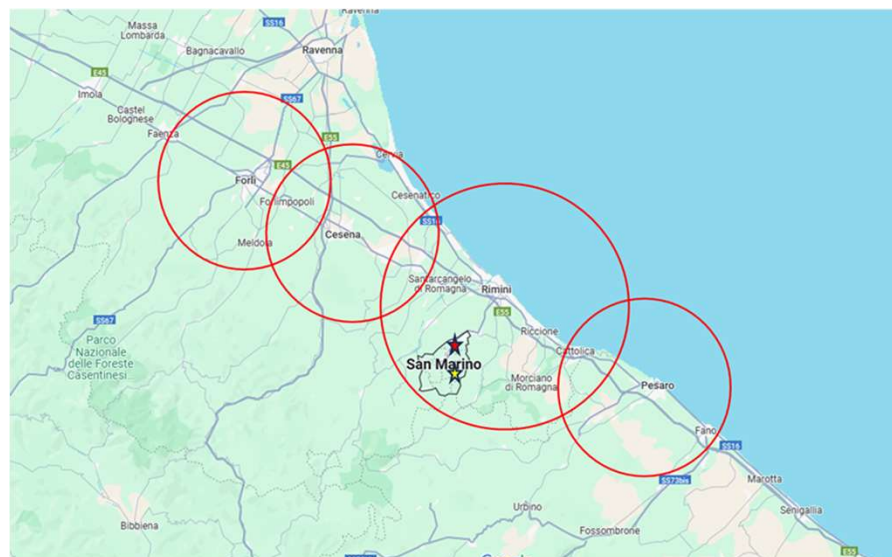 Ravenna
SS16
Massa
Lombarda
Bagnacavallo
Ravenna
E45
Imola
SS67
Castel
Bolognese
Faenza
E55
E45
Cervia
Forlì
Forlimpopoli
Cesenatico
SS16
Cesena
Meldola
Santarcangelo
di Romagna
Rimini
E55
SS67
Riccione
Parco
Nazionale
delle Foreste
Casentinesi
San Marino
Cattolica
Morciano
di Romagna
Pesaro
Fano
SS16
SS73bis
Marotta
Urbino
Senigallia
Bibbiena
Fossombrone
E55